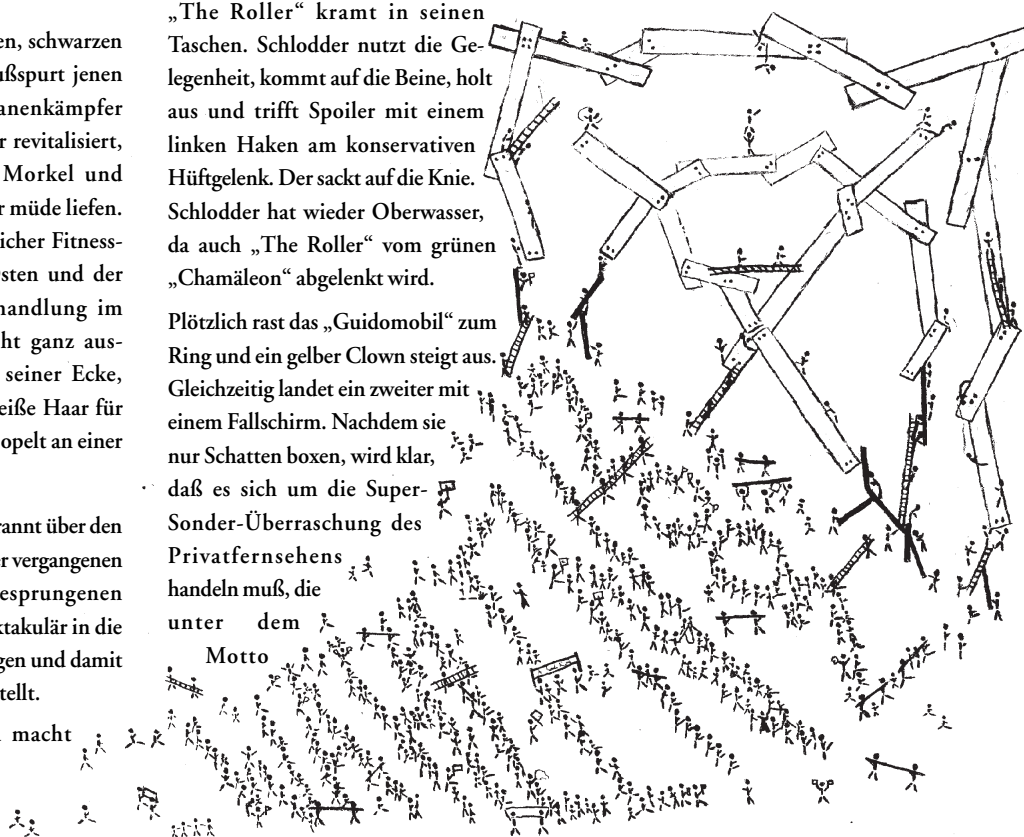 en, schwarzen
ußspurt jenen
anenkämpfer
r revitalisiert,
Morkel und
r müde liefen.
icher Fitness-
sten und der
handlung im
ht ganz aus-
seiner Ecke,
eiße Haar für
opelt an einer
rannt über den
er vergangenen
esprungenen
ktakulär in die
gen und damit
tellt.
macht
„The Roller“ kramt in seinen
Taschen. Schlodder nutzt die Ge-
legenheit, kommt auf die Beine, holt
aus und trifft Spoiler mit einem
linken Haken am konservativen
Hüftgelenk. Der sackt auf die Knie.
Schlodder hat wieder Oberwasser,
da auch „The Roller“ vom grünen
„Chamäleon“ abgelenkt wird.
Plötzlich rast das „Guidomobil“ zum
Ring und ein gelber Clown steigt aus.
Gleichzeitig landet ein zweiter mit
einem Fallschirm. Nachdem sie
nur Schatten boxen, wird klar,
daß es sich um die Super-
Sonder-Überraschung des
Privatfernsehens
handeln muß, die
unter dem
Motto